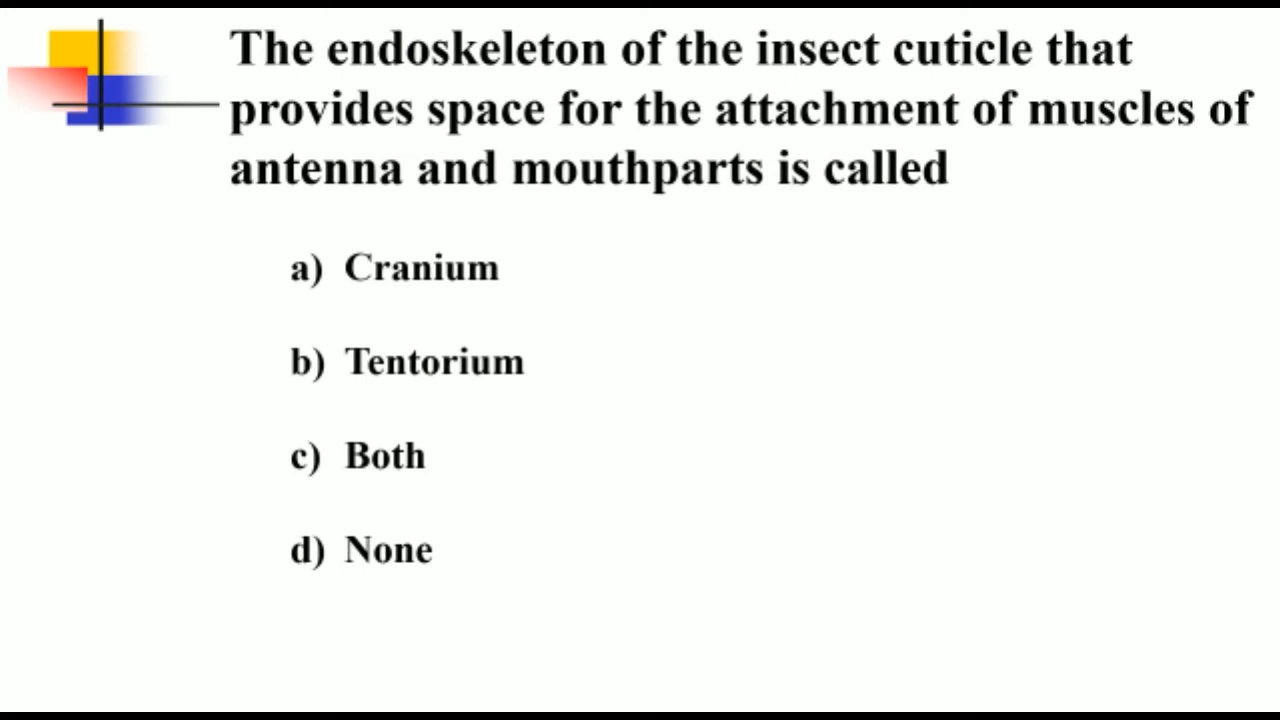 The endoskeleton of the insect cuticle that
provides space for the attachment of muscles of
antenna and mouthparts is called
a) Cranium
b) Tentorium
c) Both
d) None